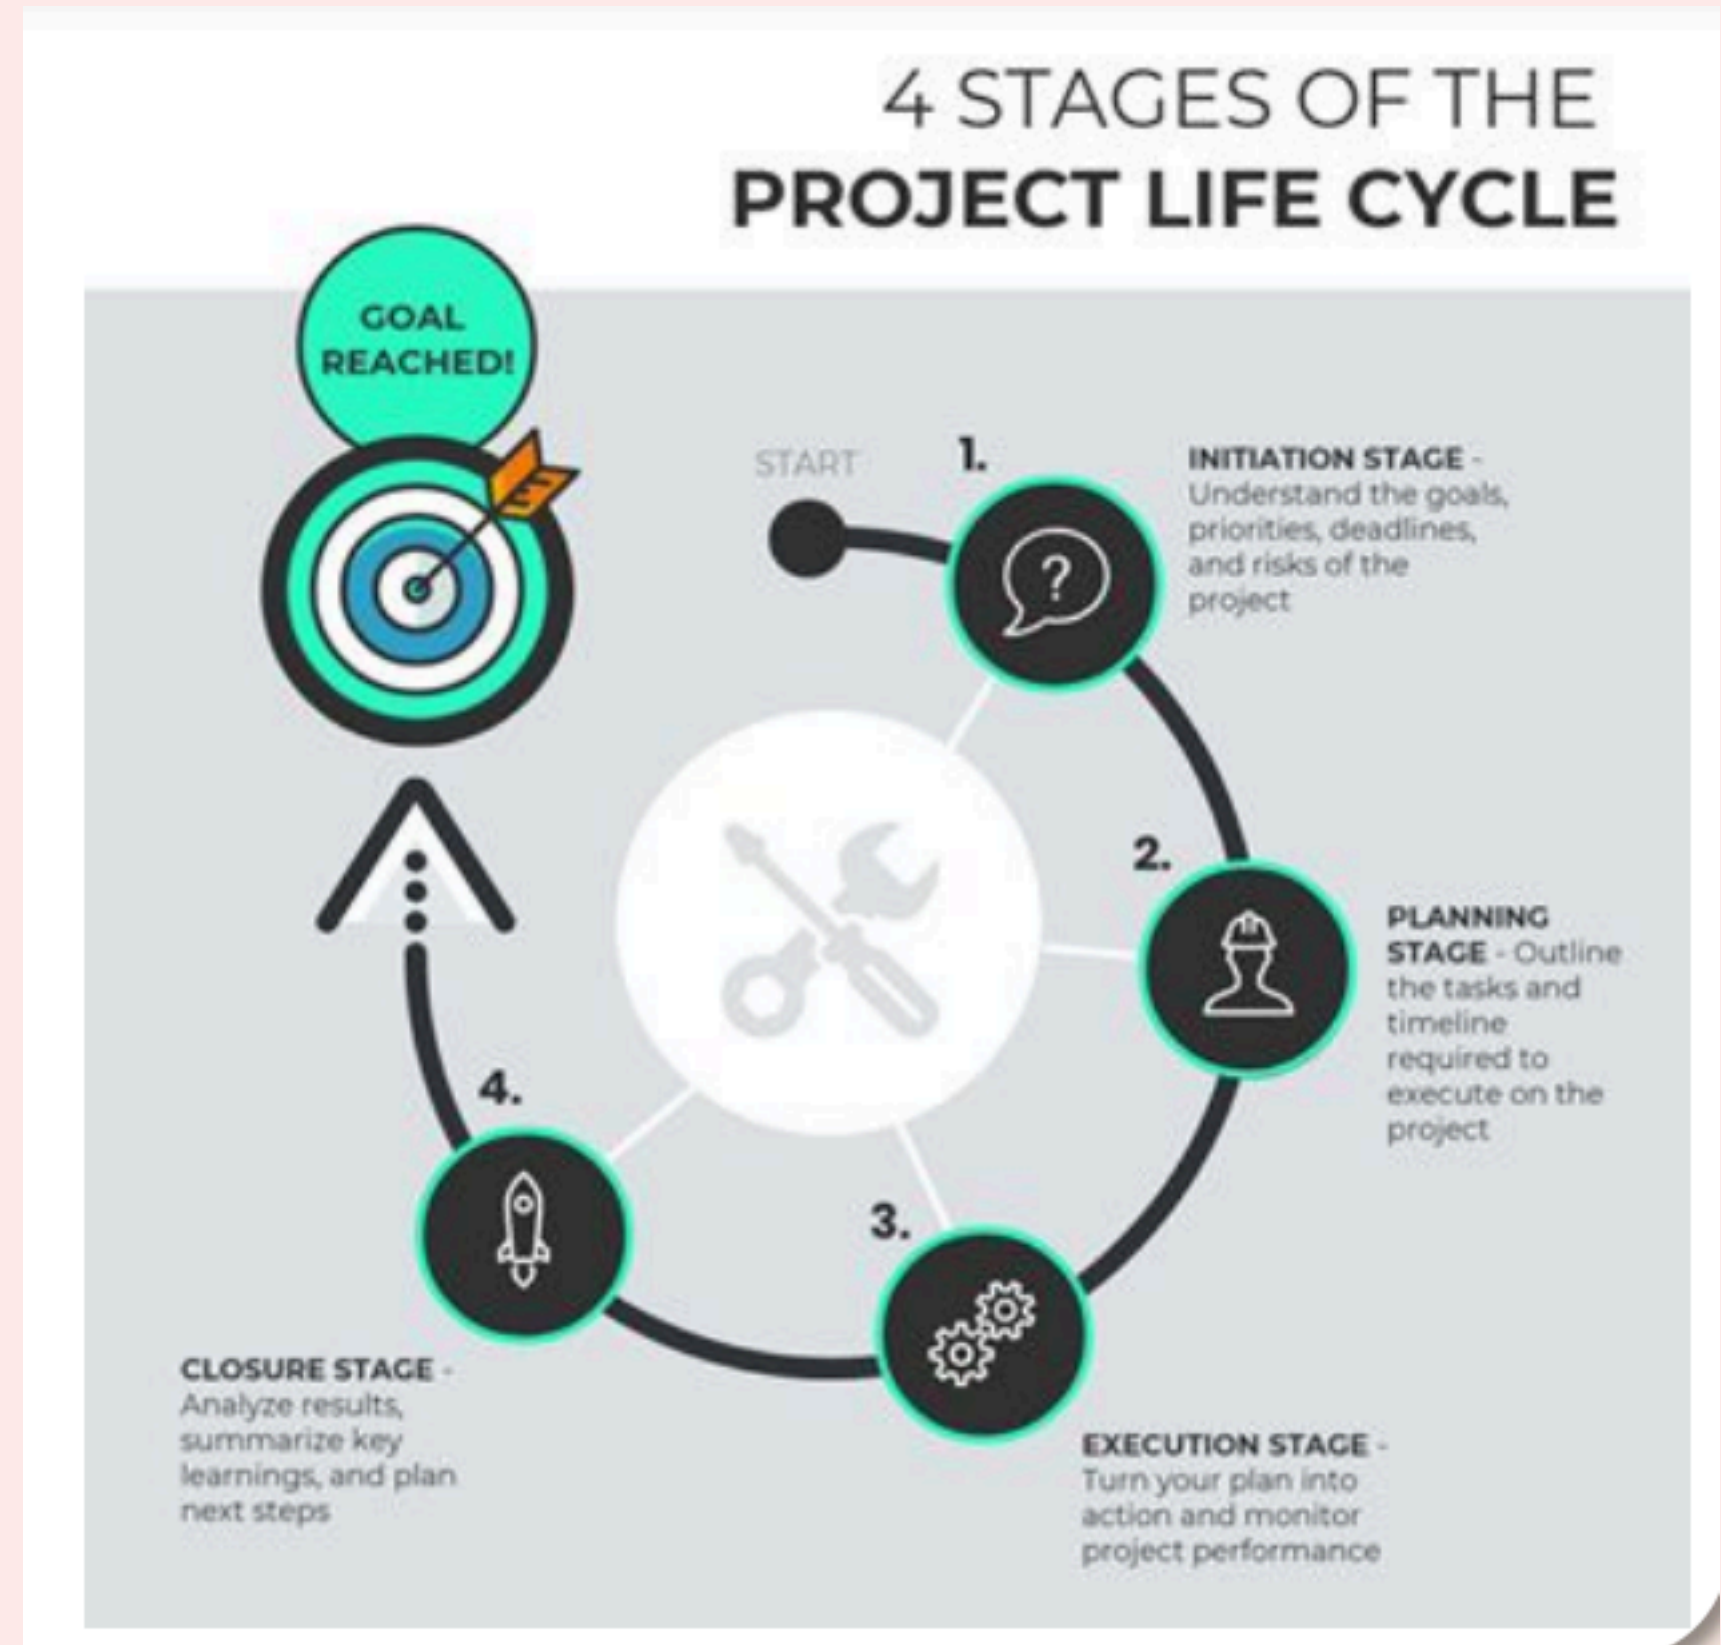 4 STAGES OF THE
PROJECT LIFE CYCLE
GOAL
REACHED!
START
1.
INITIATION STAGE -
Understand the goals,
priorities, deadlines,
and risks of the
project
2.
PLANNING
STAGE - Outline
the tasks and
timeline
required to
execute on the
project
3.
EXECUTION STAGE -
Turn your plan into
action and monitor
project performance
4.
CLOSURE STAGE -
Analyze results,
summarize key
learnings, and plan
next steps